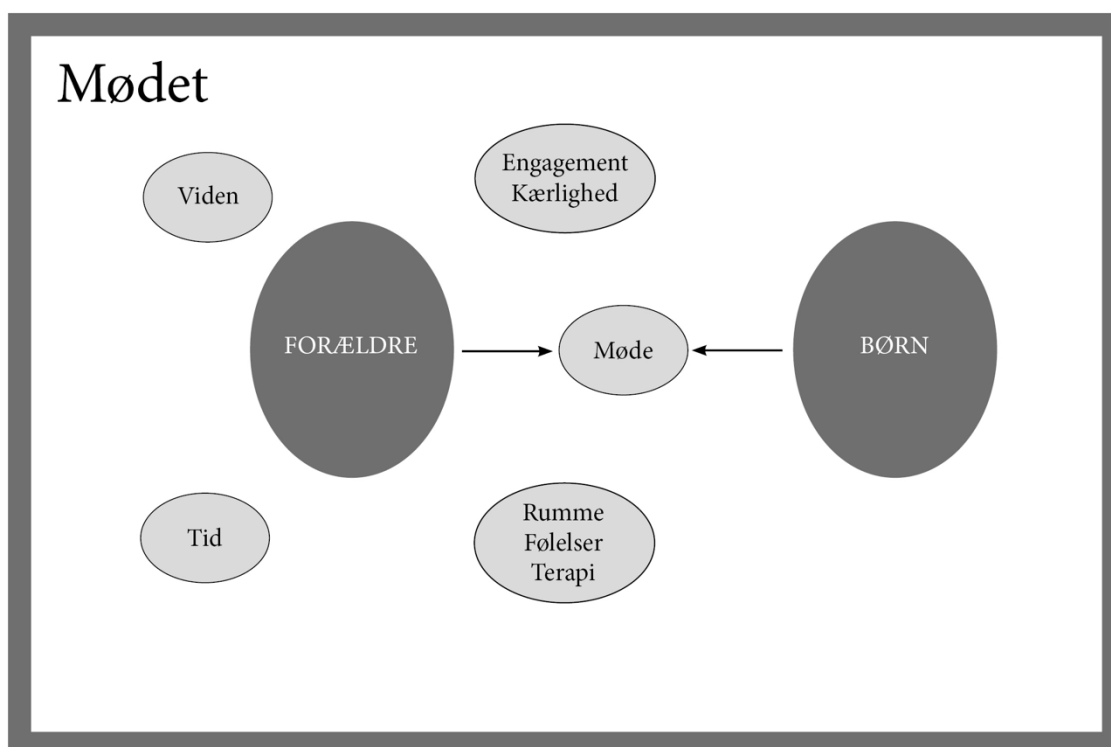 Mødet
Viden
Engagement
Kærlighed
FORÆLDRE
Møde
BØRN
Tid
Rumme
Følelser
Terapi